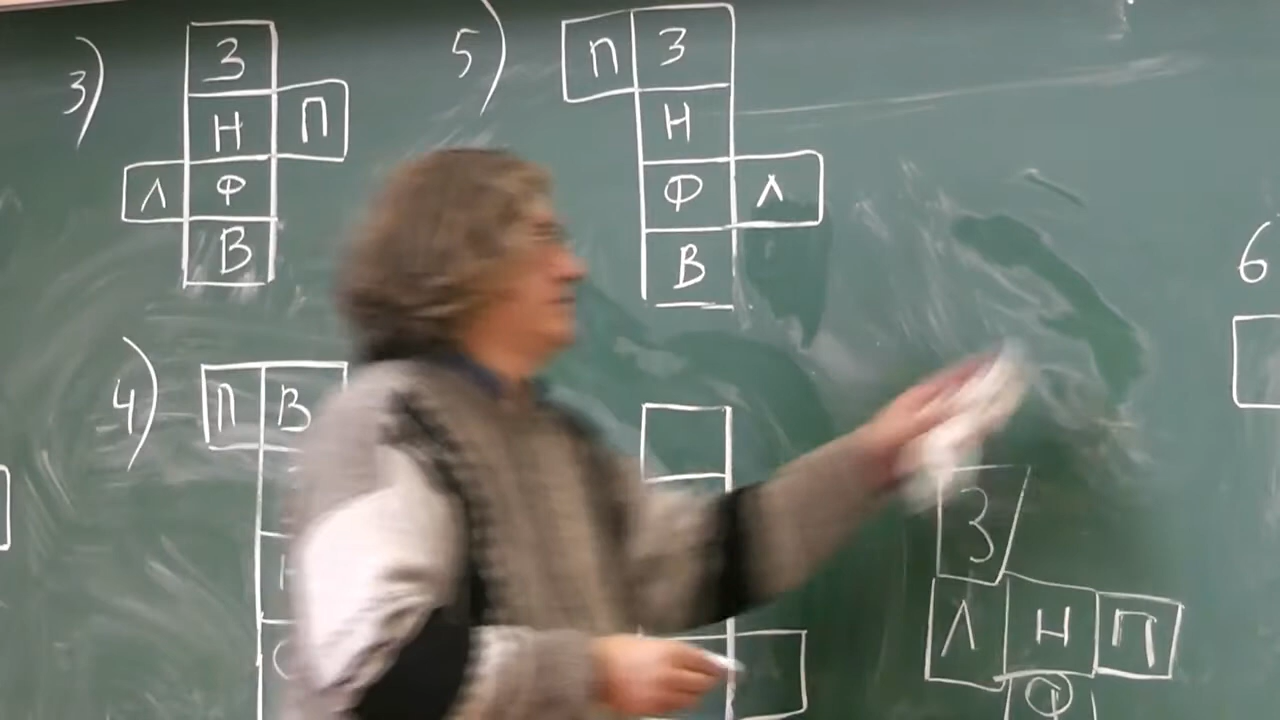 3)
З
Н П
Л Ф
В
5)
П З
Н
Ф Л
В
4)
П В
6
З
Л Н П
Ф